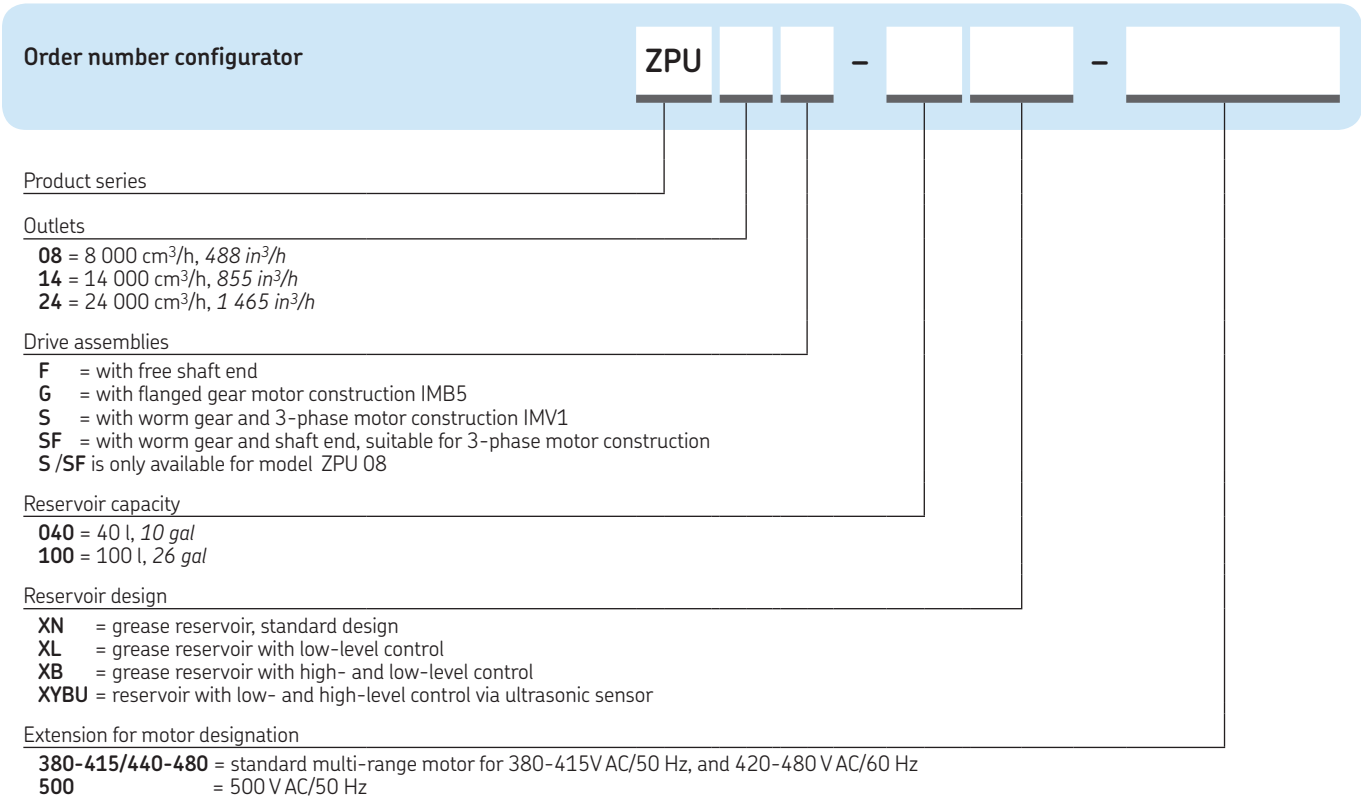 Order number configurator ZPU – –
Product series
Outlets
08 = 8 000 cm³/h, 488 in³/h
14 = 14 000 cm³/h, 855 in³/h
24 = 24 000 cm³/h, 1 465 in³/h
Drive assemblies
F = with free shaft end
G = with flanged gear motor construction IMB5
S = with worm gear and 3-phase motor construction IMV1
SF = with worm gear and shaft end, suitable for 3-phase motor construction
S /SF is only available for model ZPU 08
Reservoir capacity
040 = 40 l, 10 gal
100 = 100 l, 26 gal
Reservoir design
XN = grease reservoir, standard design
XL = grease reservoir with low-level control
XB = grease reservoir with high- and low-level control
XYBU = reservoir with low- and high-level control via ultrasonic sensor
Extension for motor designation
380-415/440-480 = standard multi-range motor for 380-415V AC/50 Hz, and 420-480 V AC/60 Hz
500 = 500 V AC/50 Hz